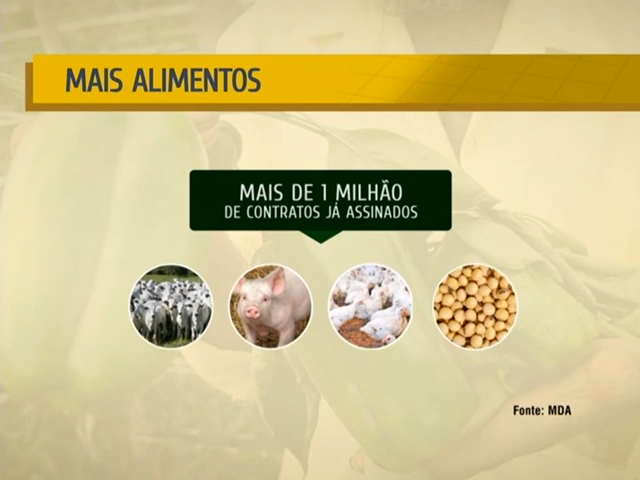 MAIS ALIMENTOS
MAIS DE 1 MILHÃO
DE CONTRATOS JÁ ASSINADOS
Fonte: MDA